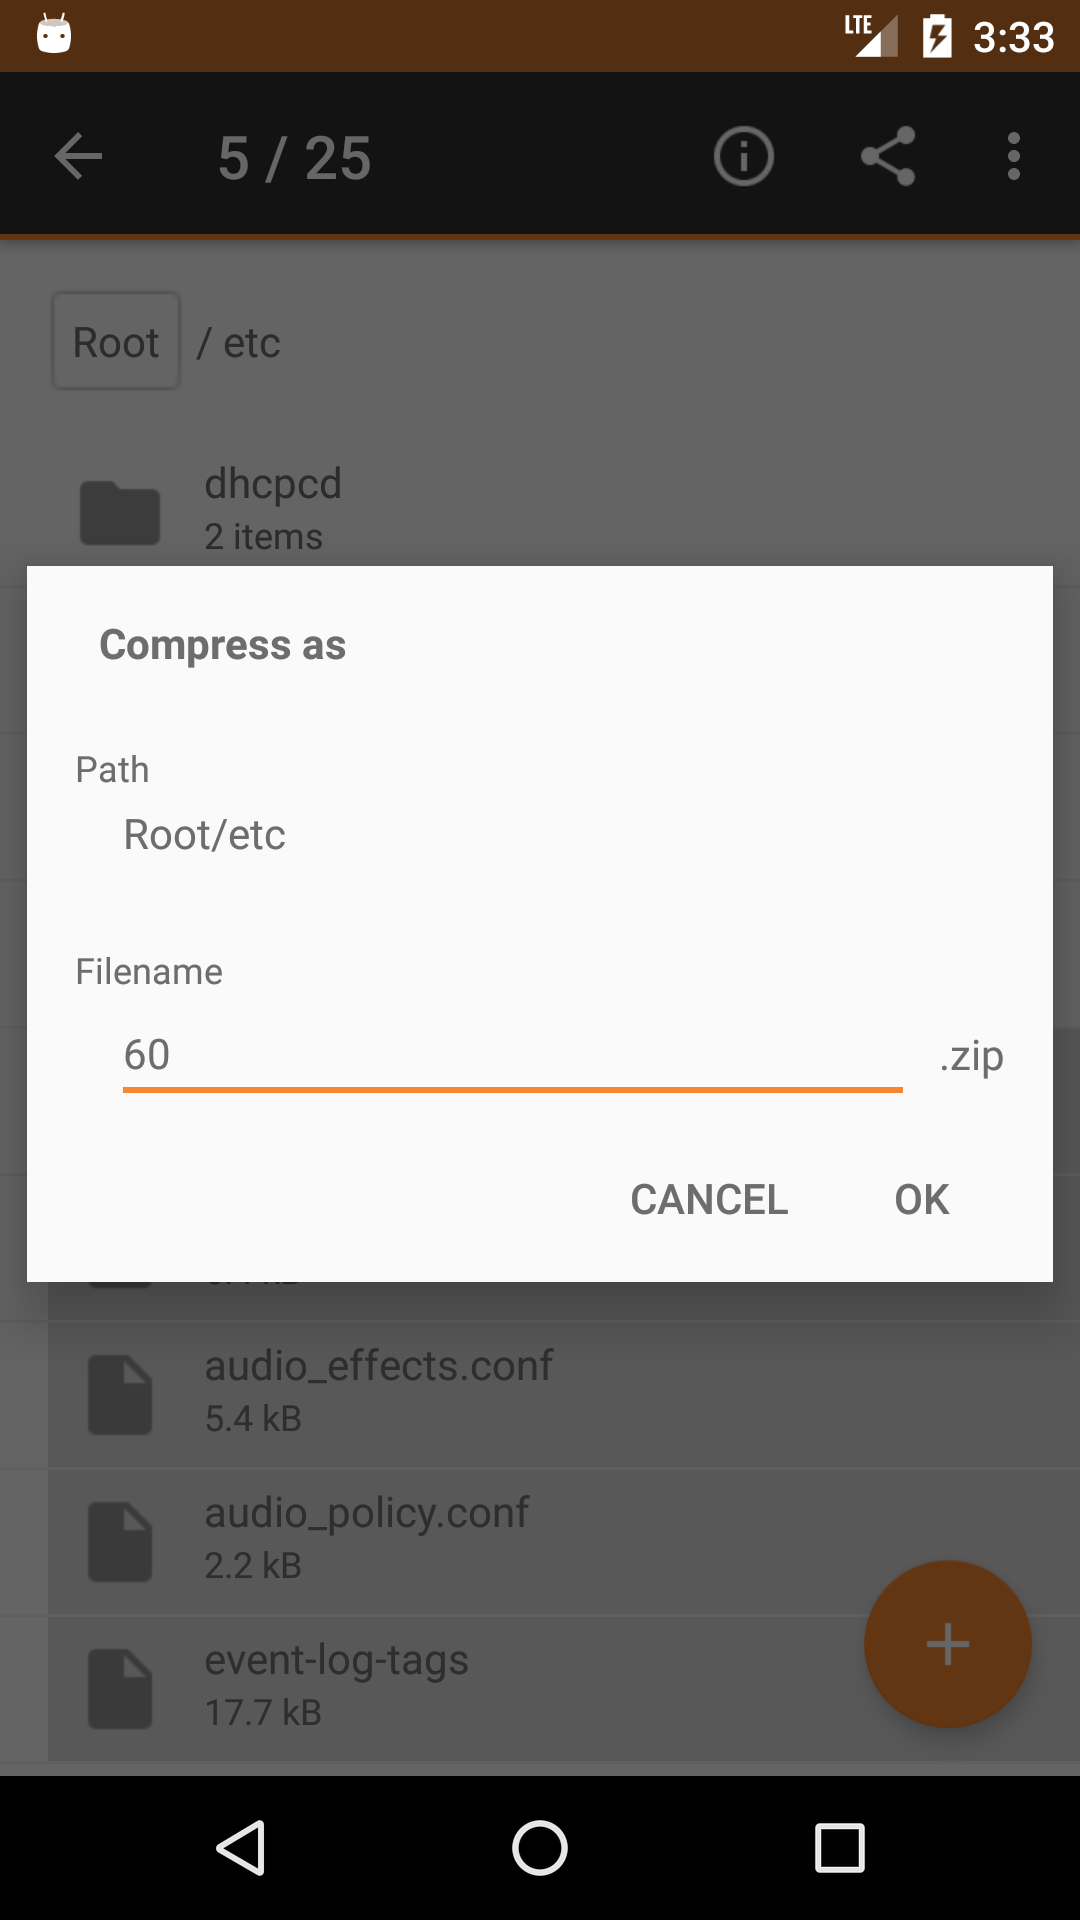 LTE 3:33
5 / 25
Root / etc
dhcpcd
2 items
Compress as
Path
Root/etc
Filename
60 .zip
CANCEL OK
audio_effects.conf
5.4 kB
audio_policy.conf
2.2 kB
event-log-tags
17.7 kB